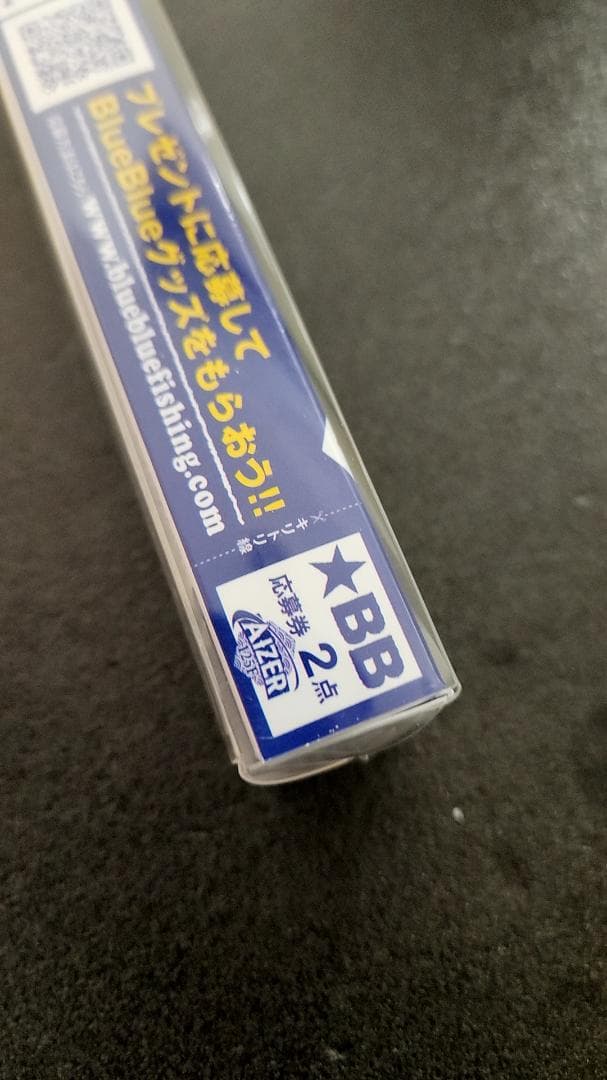 プレゼントに応募して
BlueBlueグッズをもらおう!!
www.bluebluefishing.com
キリトリ線
★BB
応募券 2点
AIZER
125F